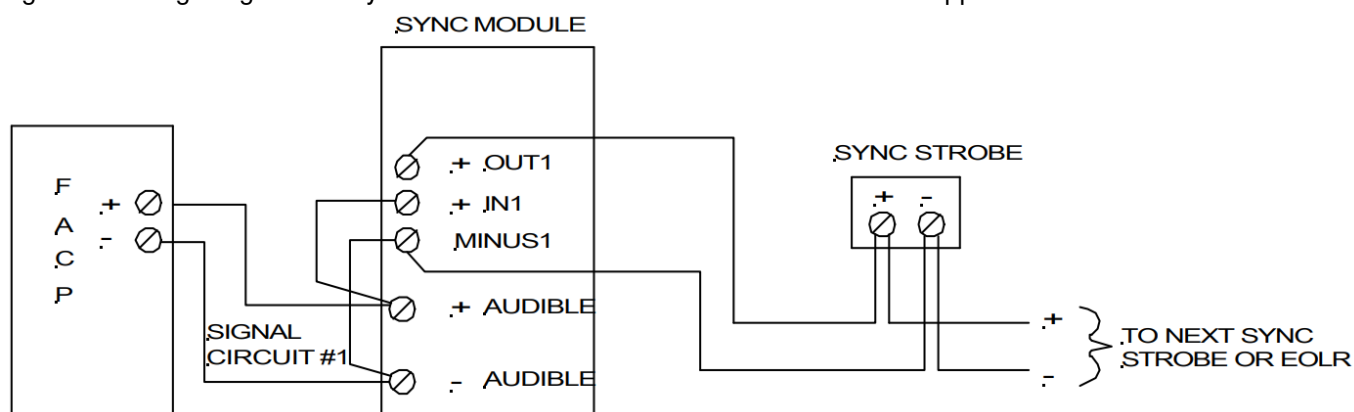 SYNC MODULE
F
A
C
P
+
-
+ OUT1
+ IN1
MINUS1
+ AUDIBLE
- AUDIBLE
SIGNAL
CIRCUIT #1
SYNC STROBE
+ -
+
-
TO NEXT SYNC
STROBE OR EOLR